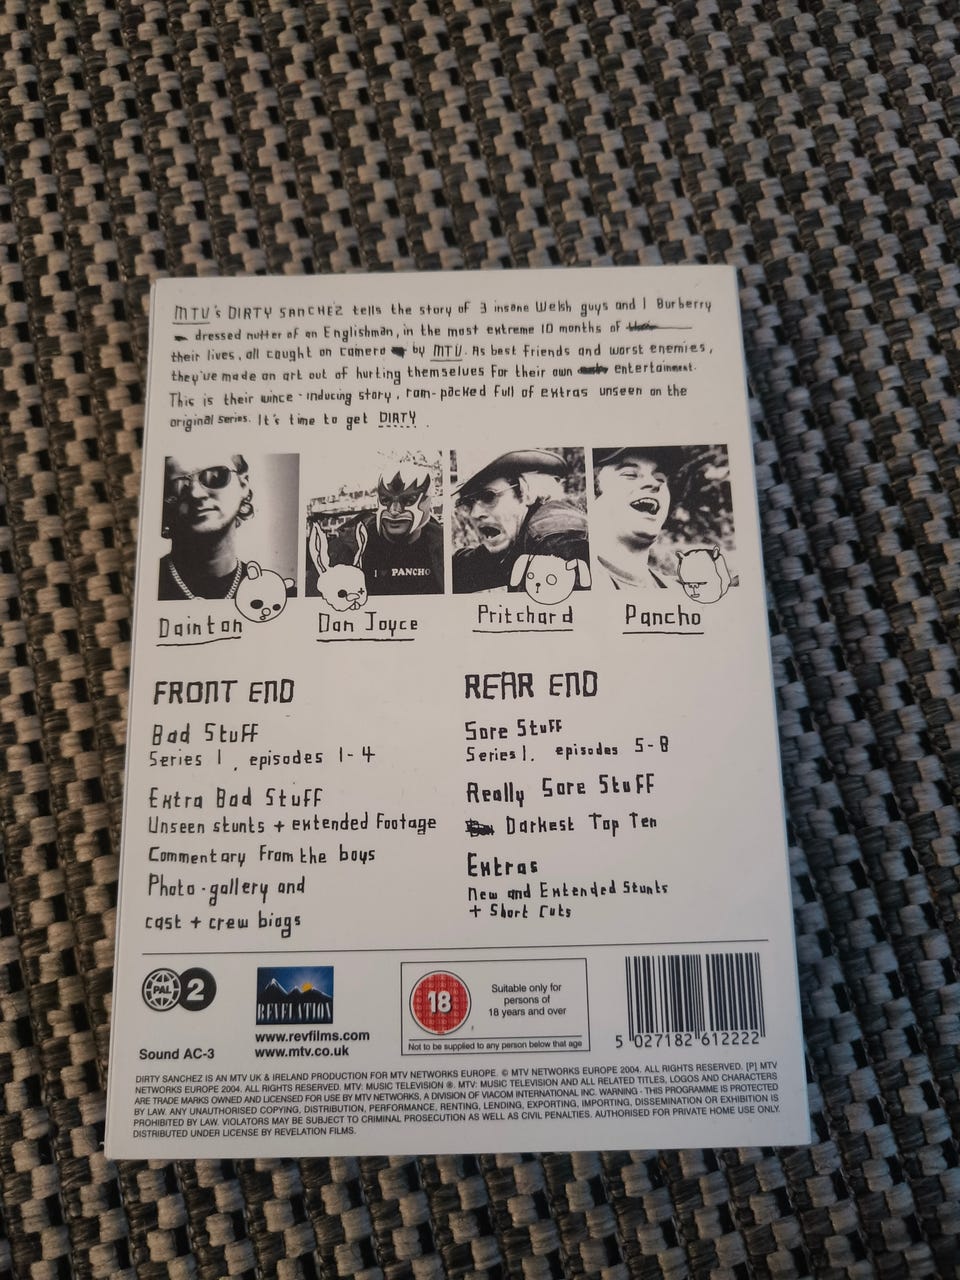 MTV's DIRTY SANCHEZ tells the story of 3 insane Welsh guys and 1 Burberry
dressed nutter of an Englishman, in the most extreme 10 months of
their lives, all caught on camera by MTV. As best friends and worst enemies,
they've made an art out of hurting themselves for their own entertainment.
This is their wince-inducing story, ram-packed full of extras unseen on the
original series. It's time to get DIRTY.
I PANCHO
Dainton
Dan Joyce
Pritchard
Pancho
FRONT END
Bad Stuff
Series 1, episodes 1-4
Extra Bad Stuff
Unseen stunts + extended footage
Commentary from the boys
Photo-gallery and
cast + crew biogs
REAR END
Sore Stuff
Series 1, episodes 5-8
Really Sore Stuff
Darkest Top Ten
Extras
New and Extended Stunts
+ Short Cuts
PAL 2
Sound AC-3
REVELATION
www.revfilms.com
www.mtv.co.uk
18
Suitable only for
persons of
18 years and over
Not to be supplied to any person below that age
5 027182 612222
DIRTY SANCHEZ IS AN MTV UK & IRELAND PRODUCTION FOR MTV NETWORKS EUROPE. © MTV NETWORKS EUROPE 2004. ALL RIGHTS RESERVED. [P] MTV
NETWORKS EUROPE 2004. ALL RIGHTS RESERVED. MTV: MUSIC TELEVISION ®. MTV: MUSIC TELEVISION AND ALL RELATED TITLES, LOGOS AND CHARACTERS
ARE TRADE MARKS OWNED AND LICENSED FOR USE BY MTV NETWORKS, A DIVISION OF VIACOM INTERNATIONAL INC. WARNING - THIS PROGRAMME IS PROTECTED
BY LAW. ANY UNAUTHORISED COPYING, DISTRIBUTION, PERFORMANCE, RENTING, LENDING, EXPORTING, IMPORTING, DISSEMINATION OR EXHIBITION IS
PROHIBITED BY LAW. VIOLATORS MAY BE SUBJECT TO CRIMINAL PROSECUTION AS WELL AS CIVIL PENALTIES. AUTHORISED FOR PRIVATE HOME USE ONLY.
DISTRIBUTED UNDER LICENSE BY REVELATION FILMS.